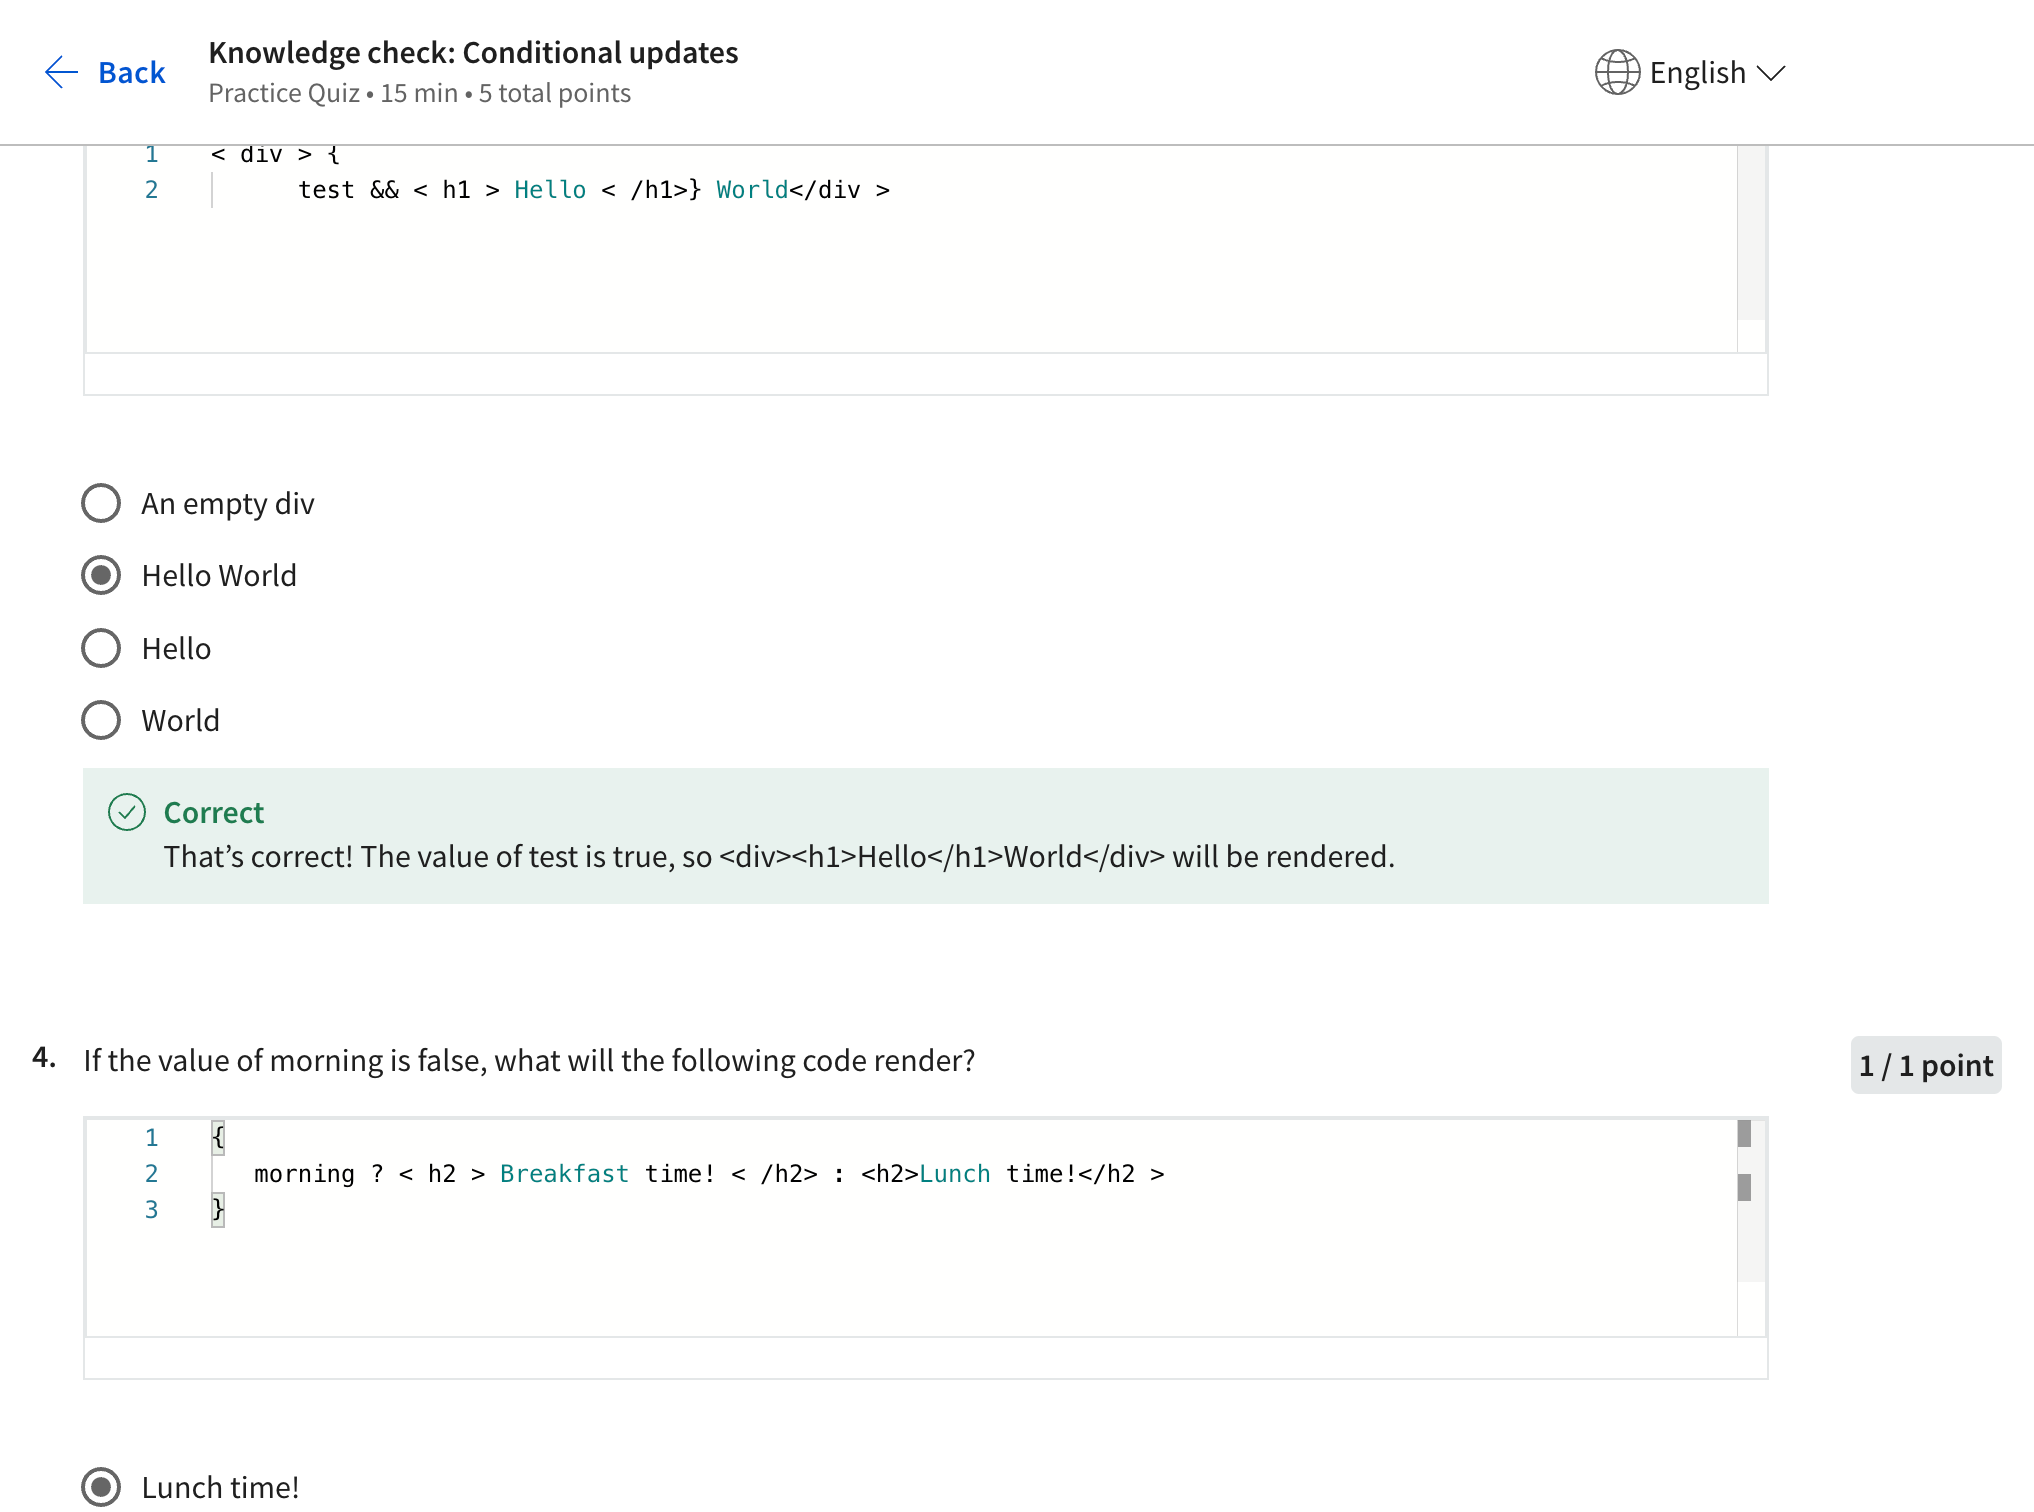 Back
Knowledge check: Conditional updates
Practice Quiz • 15 min • 5 total points
English
1 < div > {
2 test && < h1 > Hello < /h1>} World</div >
An empty div
Hello World
Hello
World
Correct
That’s correct! The value of test is true, so <div><h1>Hello</h1>World</div> will be rendered.
4. If the value of morning is false, what will the following code render?
1 / 1 point
1 {
2 morning ? < h2 > Breakfast time! < /h2> : <h2>Lunch time!</h2 >
3 }
Lunch time!